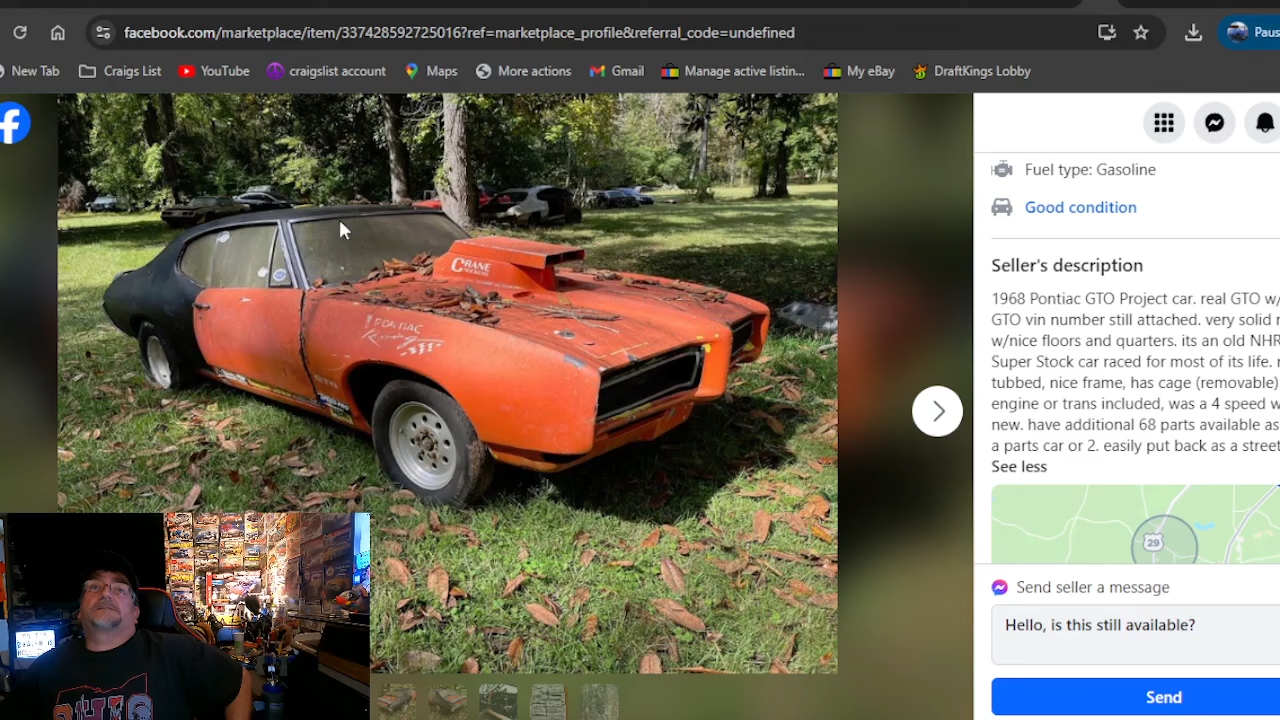 facebook.com/marketplace/item/337428592725016?ref=marketplace_profile&referral_code=undefined
Paus
New Tab
Craigs List
YouTube
craigslist account
Maps
More actions
Gmail
Manage active listin...
My eBay
DraftKings Lobby
Fuel type: Gasoline
Good condition
Seller's description
1968 Pontiac GTO Project car. real GTO w/
GTO vin number still attached. very solid
w/nice floors and quarters. its an old NHR
Super Stock car raced for most of its life.
tubbed, nice frame, has cage (removable)
engine or trans included, was a 4 speed w
new. have additional 68 parts available as
a parts car or 2. easily put back as a street
See less
29
Send seller a message
Hello, is this still available?
Send
CRANE
PONTIAC
GTO
OHIO